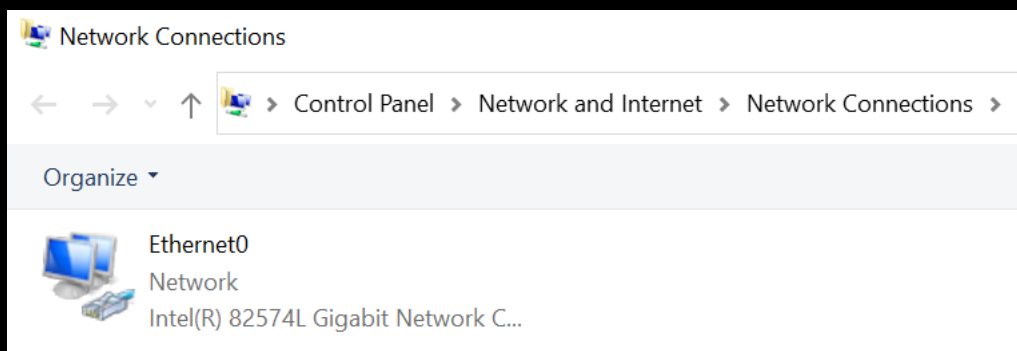 Network Connections
Control Panel > Network and Internet > Network Connections >
Organize
Ethernet0
Network
Intel(R) 82574L Gigabit Network C...